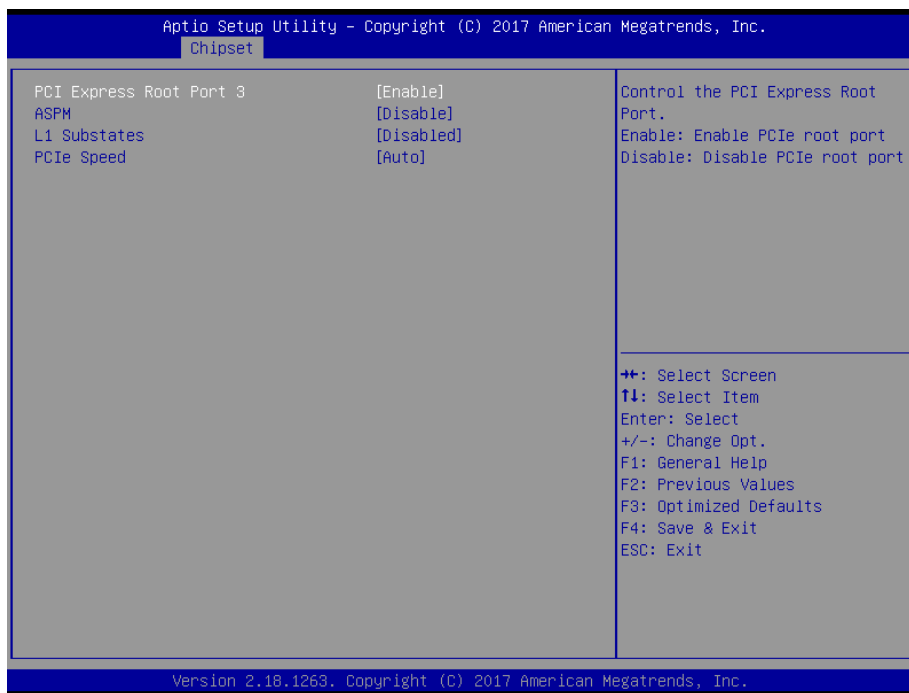 Aptio Setup Utility – Copyright (C) 2017 American Megatrends, Inc.
Chipset
PCI Express Root Port 3 [Enable]
ASPM [Disable]
L1 Substates [Disabled]
PCIe Speed [Auto]
Control the PCI Express Root
Port.
Enable: Enable PCIe root port
Disable: Disable PCIe root port
→←: Select Screen
↑↓: Select Item
Enter: Select
+/-: Change Opt.
F1: General Help
F2: Previous Values
F3: Optimized Defaults
F4: Save & Exit
ESC: Exit
Version 2.18.1263. Copyright (C) 2017 American Megatrends, Inc.